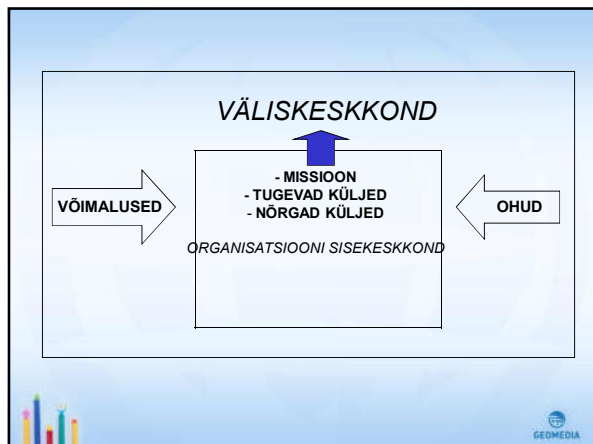 VÄLISKESKKOND
- MISSIOON
- TUGEVAD KÜLJED
- NÕRGAD KÜLJED
VÕIMALUSED
OHUD
ORGANISATSIOONI SISEKESKKOND
GEOMEDIA